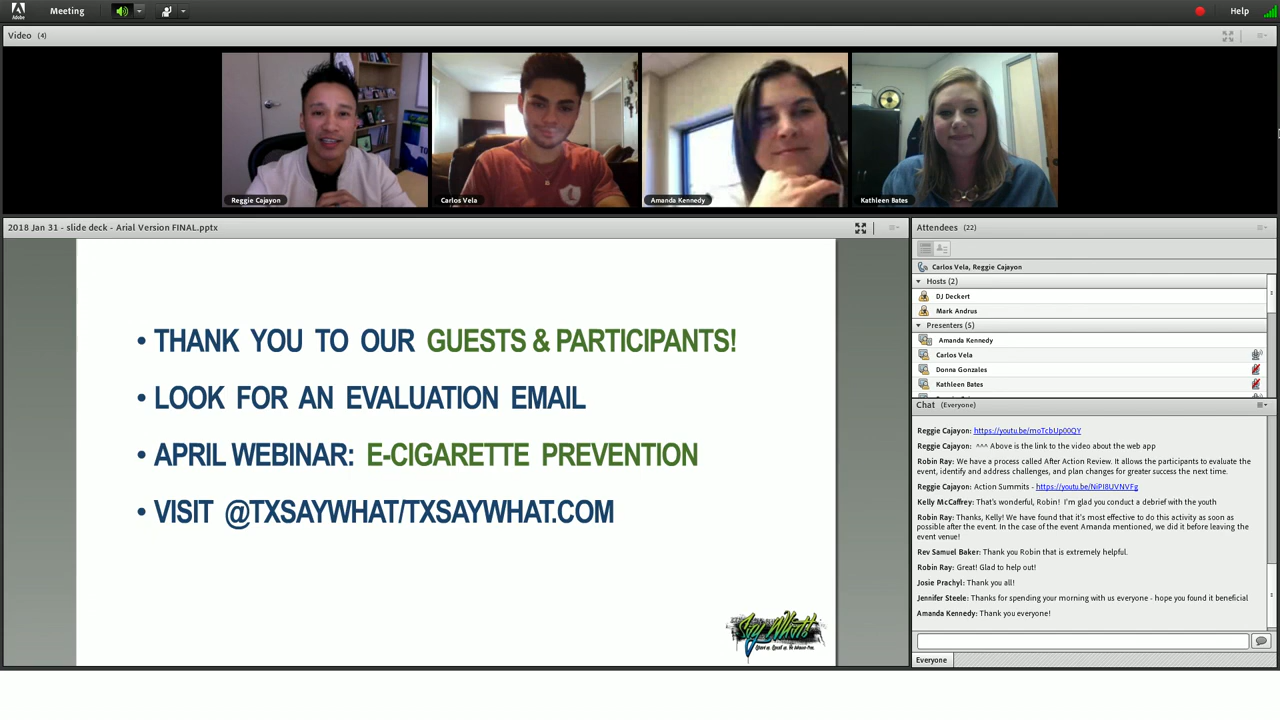 Adobe
Meeting
Help
Video (4)
Reggie Cajayon
Carlos Vela
Amanda Kennedy
Kathleen Bates
2018 Jan 31 - slide deck - Arial Version FINAL.pptx
• THANK YOU TO OUR GUESTS & PARTICIPANTS!
• LOOK FOR AN EVALUATION EMAIL
• APRIL WEBINAR: E-CIGARETTE PREVENTION
• VISIT @TXSAYWHAT/TXSAYWHAT.COM
Say What!
Attendees (22)
Carlos Vela, Reggie Cajayon
Hosts (2)
DJ Deckert
Mark Andrus
Presenters (5)
Amanda Kennedy
Carlos Vela
Donna Gonzales
Kathleen Bates
Chat (Everyone)
Reggie Cajayon: https://youtu.be/moTcbUp00QY
Reggie Cajayon: ^^^ Above is the link to the video about the web app
Robin Ray: We have a process called After Action Review. It allows the participants to evaluate the
event, identify and address challenges, and plan changes for greater success the next time.
Reggie Cajayon: Action Summits - https://youtu.be/NiPI8UVNVFg
Kelly McCaffrey: That's wonderful, Robin! I'm glad you conduct a debrief with the youth
Robin Ray: Thanks, Kelly! We have found that it's most effective to do this activity as soon as
possible after the event. In the case of the event Amanda mentioned, we did it before leaving the
event venue!
Rev Samuel Baker: Thank you Robin that is extremely helpful.
Robin Ray: Great! Glad to help out!
Josie Prachyl: Thank you all!
Jennifer Steele: Thanks for spending your morning with us everyone - hope you found it beneficial
Amanda Kennedy: Thank you everyone!
Everyone